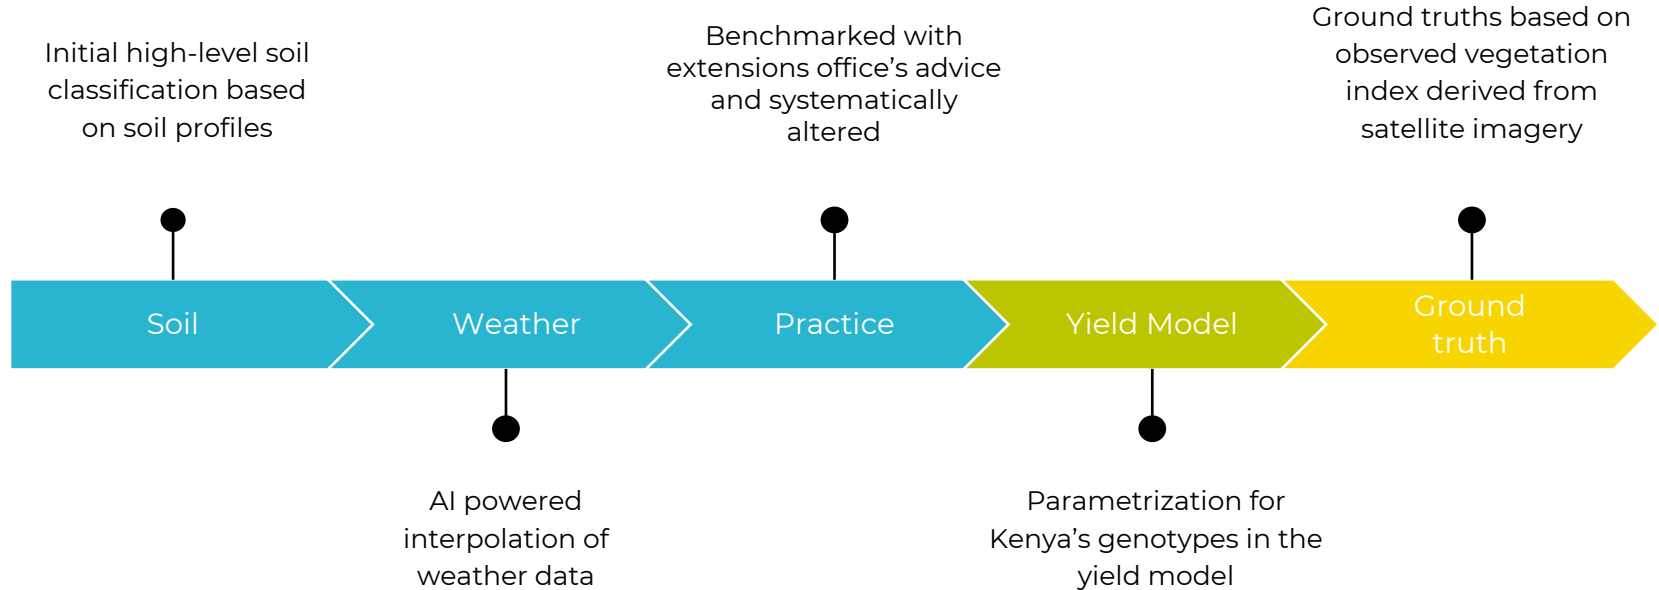 Initial high-level soil
classification based
on soil profiles
Benchmarked with
extensions office’s advice
and systematically
altered
Ground truths based on
observed vegetation
index derived from
satellite imagery
Soil
Weather
Practice
Yield Model
Ground
truth
AI powered
interpolation of
weather data
Parametrization for
Kenya’s genotypes in the
yield model